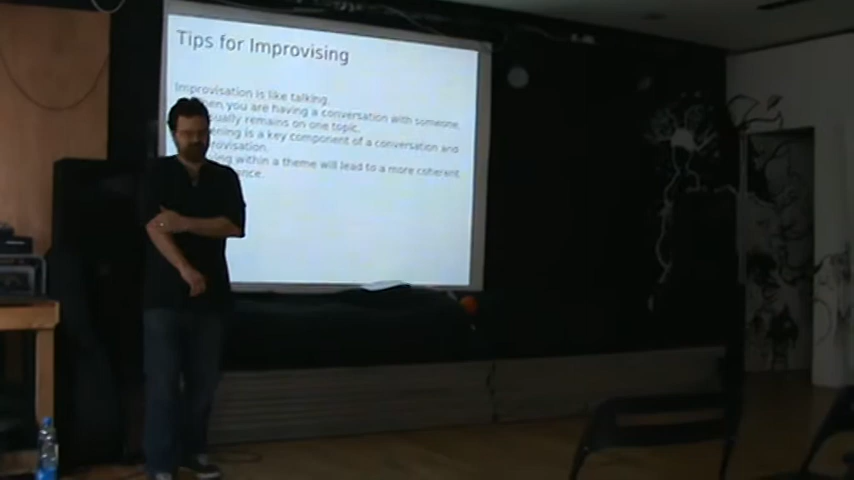 Tips for Improvising
Improvisation is like talking.
you are having a conversation with someone,
remains on one topic.
is a key component of a conversation and
within a theme will lead to a more coherent